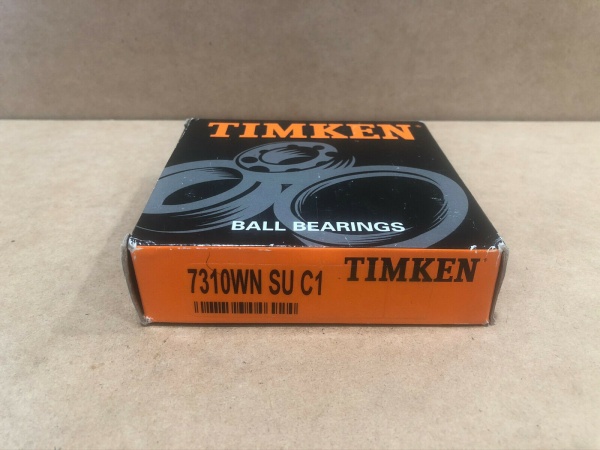 TIMKEN
BALL BEARINGS
7310WN SU C1
TIMKEN